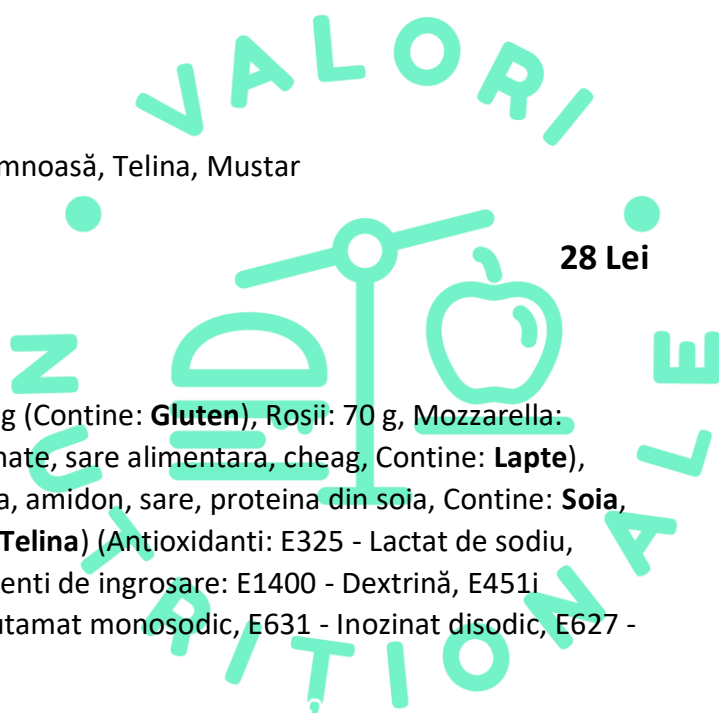 VALORI
mnoasă, Telina, Mustar
28 Lei
g (Contine: Gluten), Rosii: 70 g, Mozzarella:
nate, sare alimentara, cheag, Contine: Lapte),
a, amidon, sare, proteina din soia, Contine: Soia,
Telina) (Antioxidanti: E325 - Lactat de sodiu,
enti de ingrosare: E1400 - Dextrină, E451i
utamat monosodic, E631 - Inozinat disodic, E627 -
NUTRIȚIONALE